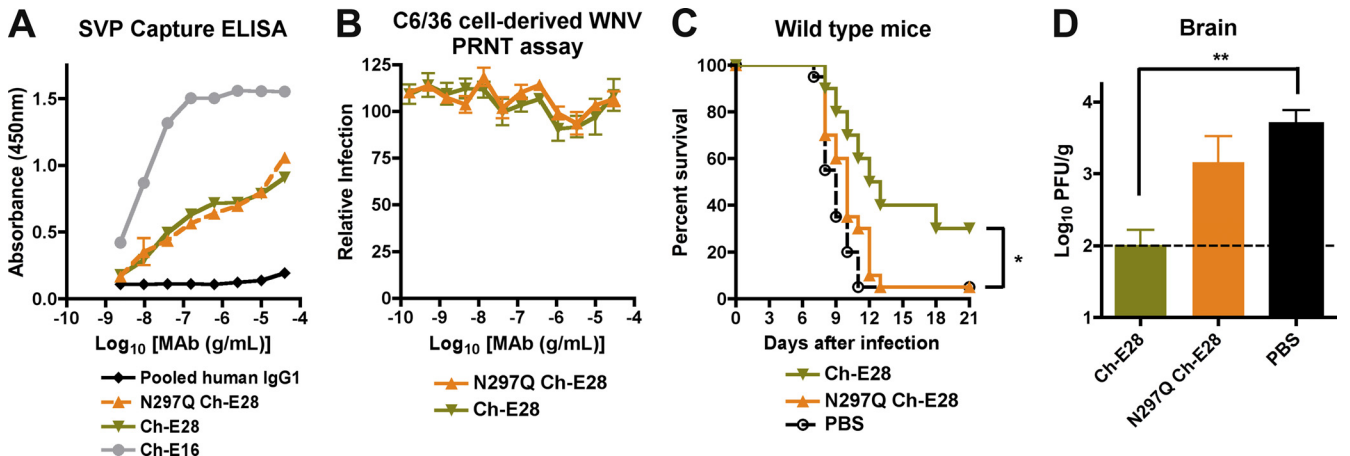 A
SVP Capture ELISA
Absorbance (450nm)
1.5
1.0
0.5
0.0
-10
-9
-8
-7
-6
-5
-4
Log10 [MAb (g/mL)]
Pooled human IgG1
N297Q Ch-E28
Ch-E28
Ch-E16
B
C6/36 cell-derived WNV
PRNT assay
Relative Infection
125
100
75
50
25
0
-10
-9
-8
-7
-6
-5
-4
Log10 [MAb (g/mL)]
N297Q Ch-E28
Ch-E28
C
Wild type mice
Percent survival
100
80
60
40
20
0
0
3
6
9
12
15
18
21
Days after infection
*
Ch-E28
N297Q Ch-E28
PBS
D
Brain
**
Log10 PFU/g
4
3
2
1
Ch-E28
N297Q Ch-E28
PBS